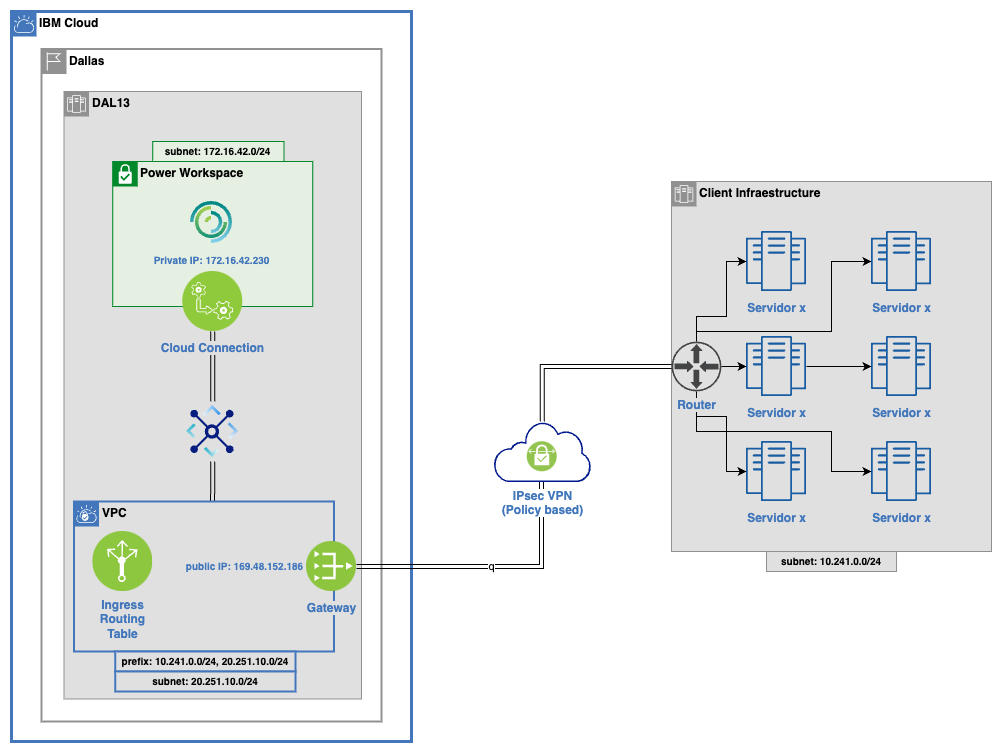 IBM Cloud
Dallas
DAL13
subnet: 172.16.42.0/24
Power Workspace
Private IP: 172.16.42.230
Cloud Connection
VPC
public IP: 169.48.152.186
Ingress
Routing
Table
Gateway
prefix: 10.241.0.0/24, 20.251.10.0/24
subnet: 20.251.10.0/24
q
IPsec VPN
(Policy based)
Client Infraestructure
Servidor x
Servidor x
Router
Servidor x
Servidor x
Servidor x
Servidor x
subnet: 10.241.0.0/24